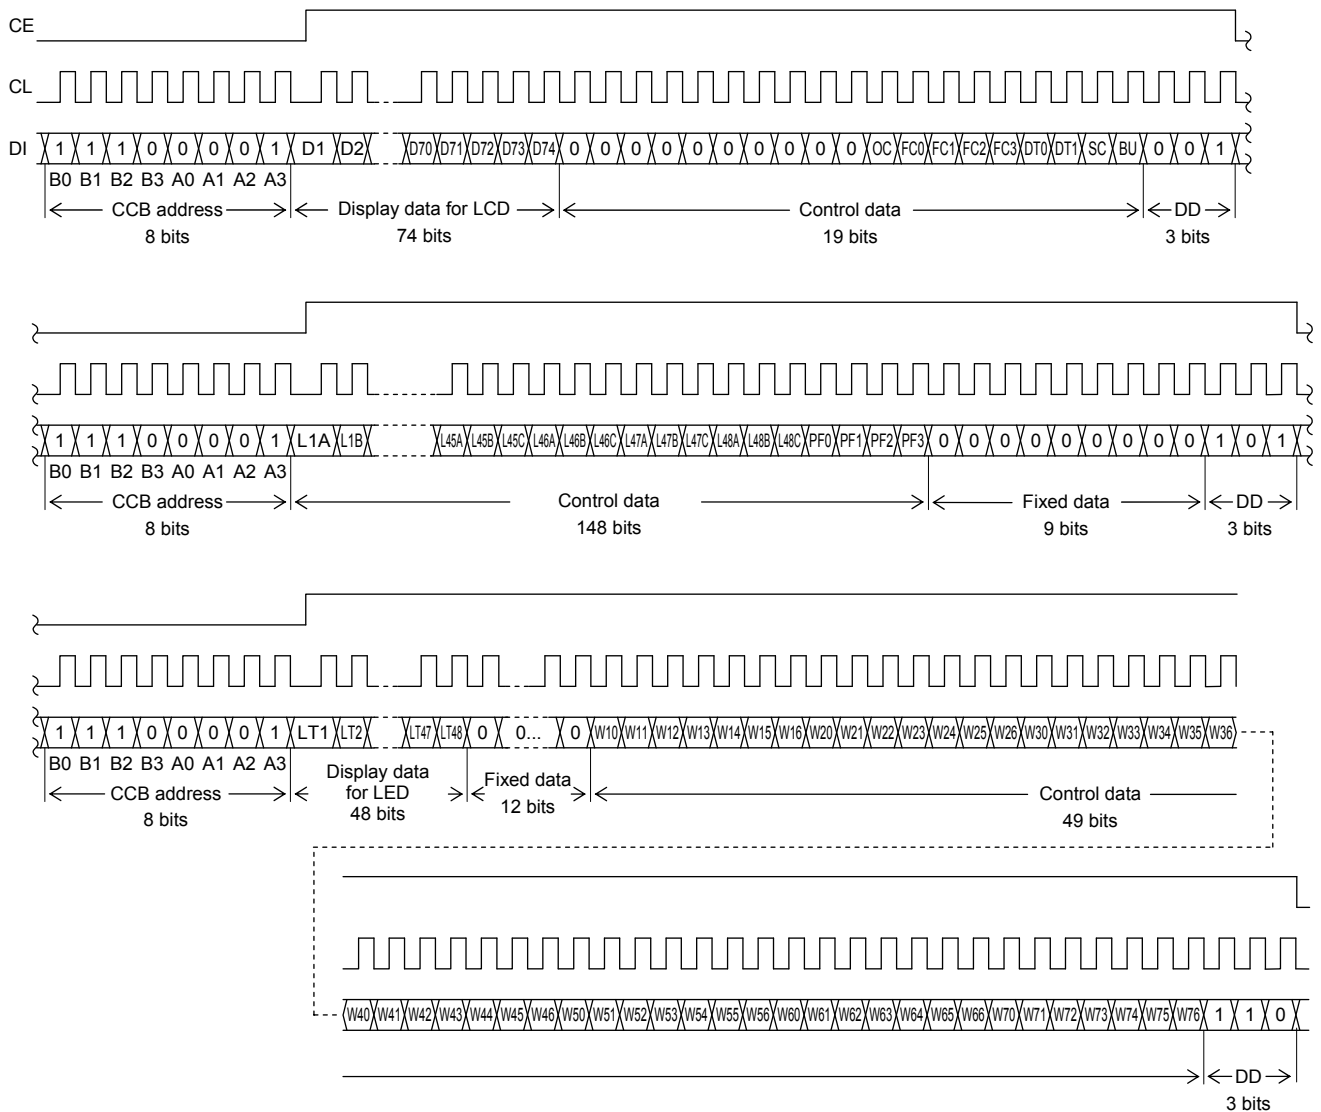 CE
CL
DI 1 1 1 0 0 0 0 1 D1 D2 D70 D71 D72 D73 D74 0 0 0 0 0 0 0 0 0 0 OC FC0 FC1 FC2 FC3 DT0 DT1 SC BU 0 0 1
B0 B1 B2 B3 A0 A1 A2 A3
CCB address Display data for LCD Control data DD
8 bits 74 bits 19 bits 3 bits
1 1 1 0 0 0 0 1 L1A L1B L45A L45B L45C L46A L46B L46C L47A L47B L47C L48A L48B L48C PF0 PF1 PF2 PF3 0 0 0 0 0 0 0 0 0 1 0 1
B0 B1 B2 B3 A0 A1 A2 A3
CCB address Control data Fixed data DD
8 bits 148 bits 9 bits 3 bits
1 1 1 0 0 0 0 1 LT1 LT2 LT47 LT48 0 0... 0 W10 W11 W12 W13 W14 W15 W16 W20 W21 W22 W23 W24 W25 W26 W30 W31 W32 W33 W34 W35 W36
B0 B1 B2 B3 A0 A1 A2 A3
CCB address Display data for LED Fixed data Control data
8 bits 48 bits 12 bits 49 bits
W40 W41 W42 W43 W44 W45 W46 W50 W51 W52 W53 W54 W55 W56 W60 W61 W62 W63 W64 W65 W66 W70 W71 W72 W73 W74 W75 W76 1 1 0
DD
3 bits